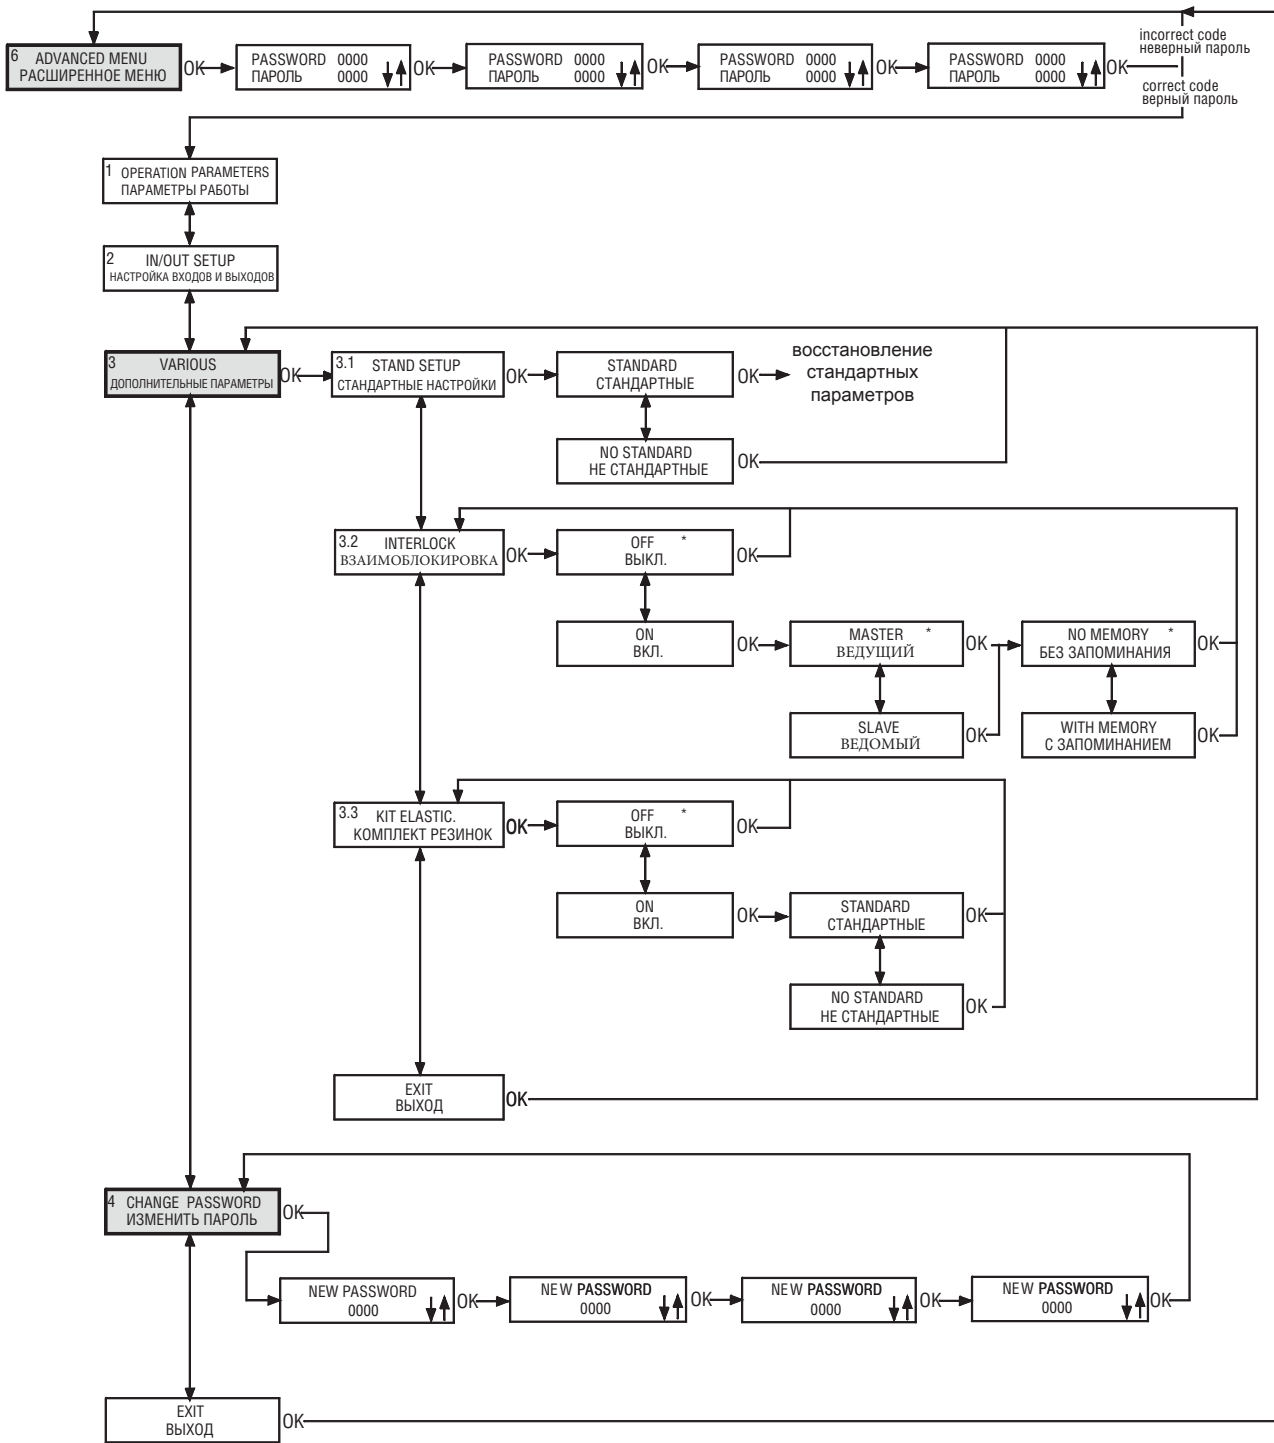 incorrect code
неверный пароль
6 ADVANCED MENU
РАСШИРЕННОЕ МЕНЮ
OK
PASSWORD 0000
ПАРОЛЬ 0000
OK
PASSWORD 0000
ПАРОЛЬ 0000
OK
PASSWORD 0000
ПАРОЛЬ 0000
OK
PASSWORD 0000
ПАРОЛЬ 0000
OK
correct code
верный пароль
1 OPERATION PARAMETERS
ПАРАМЕТРЫ РАБОТЫ
2 IN/OUT SETUP
НАСТРОЙКА ВХОДОВ И ВЫХОДОВ
3 VARIOUS
ДОПОЛНИТЕЛЬНЫЕ ПАРАМЕТРЫ
OK
3.1 STAND SETUP
СТАНДАРТНЫЕ НАСТРОЙКИ
OK
STANDARD
СТАНДАРТНЫЕ
OK
восстановление
стандартных
параметров
NO STANDARD
НЕ СТАНДАРТНЫЕ
OK
3.2 INTERLOCK
ВЗАИМОБЛОКИРОВКА
OK
OFF *
ВЫКЛ.
OK
ON
ВКЛ.
OK
MASTER *
ВЕДУЩИЙ
OK
NO MEMORY *
БЕЗ ЗАПОМИНАНИЯ
OK
SLAVE
ВЕДОМЫЙ
OK
WITH MEMORY
С ЗАПОМИНАНИЕМ
OK
3.3 KIT ELASTIC.
КОМПЛЕКТ РЕЗИНОК
OK
OFF *
ВЫКЛ.
OK
ON
ВКЛ.
OK
STANDARD
СТАНДАРТНЫЕ
OK
NO STANDARD
НЕ СТАНДАРТНЫЕ
OK
EXIT
ВЫХОД
OK
4 CHANGE PASSWORD
ИЗМЕНИТЬ ПАРОЛЬ
OK
NEW PASSWORD
0000
OK
NEW PASSWORD
0000
OK
NEW PASSWORD
0000
OK
NEW PASSWORD
0000
OK
EXIT
ВЫХОД
OK